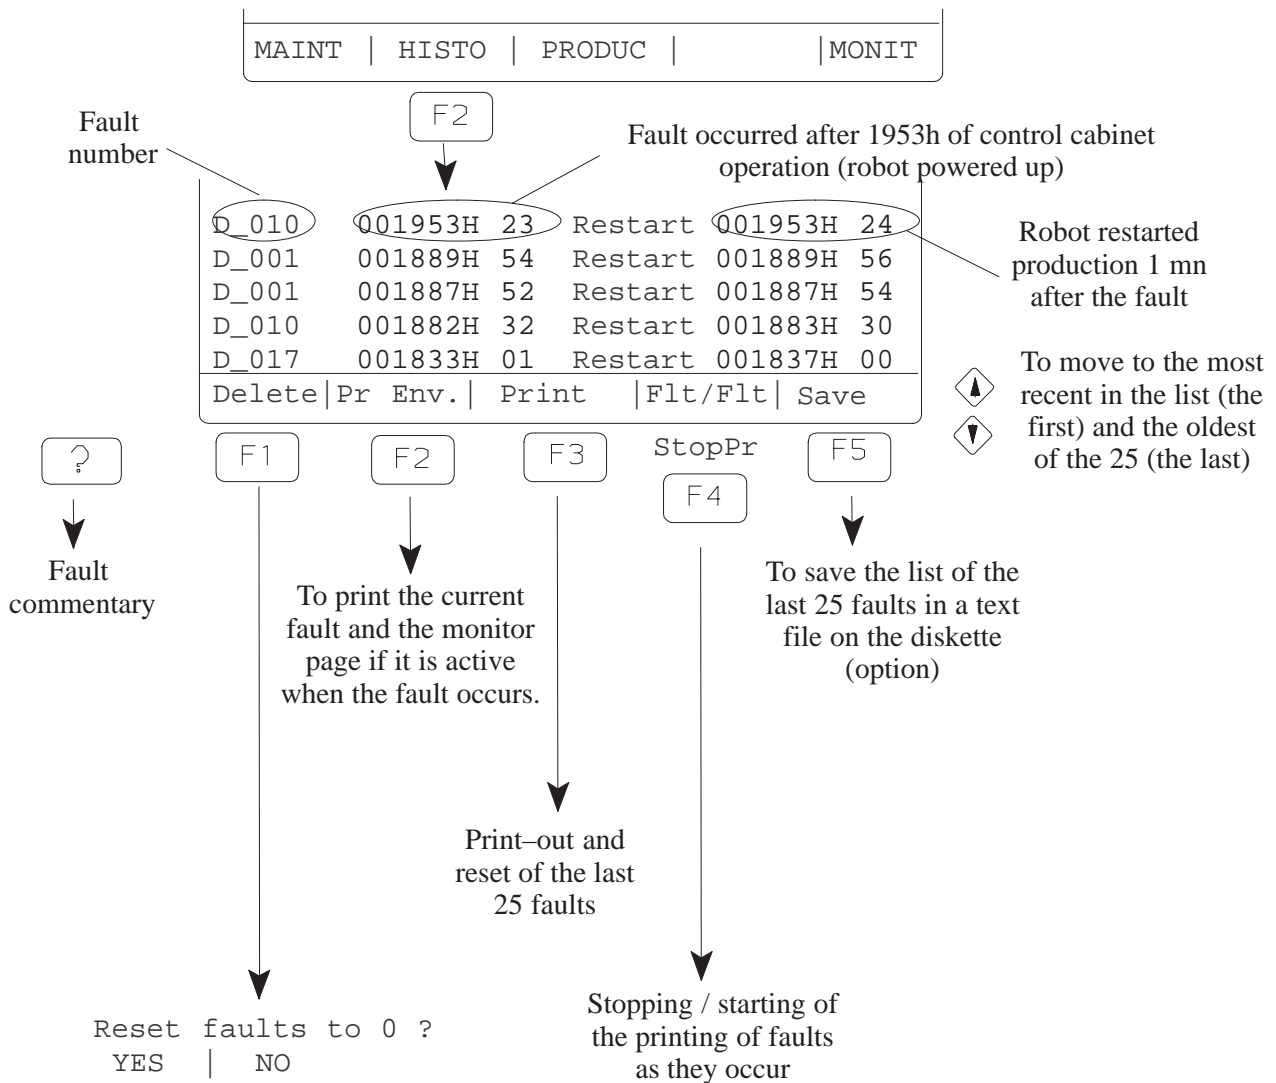 MAINT | HISTO | PRODUC | |MONIT
F2
Fault
number
Fault occurred after 1953h of control cabinet
operation (robot powered up)
D_010 001953H 23 Restart 001953H 24
D_001 001889H 54 Restart 001889H 56
D_001 001887H 52 Restart 001887H 54
D_010 001882H 32 Restart 001883H 30
D_017 001833H 01 Restart 001837H 00
Delete|Pr Env.| Print |Flt/Flt| Save
Robot restarted
production 1 mn
after the fault
To move to the most
recent in the list (the
first) and the oldest
of the 25 (the last)
?
F1
F2
F3
StopPr
F4
F5
Fault
commentary
To print the current
fault and the monitor
page if it is active
when the fault occurs.
To save the list of the
last 25 faults in a text
file on the diskette
(option)
Print–out and
reset of the last
25 faults
Stopping / starting of
the printing of faults
as they occur
Reset faults to 0 ?
YES | NO